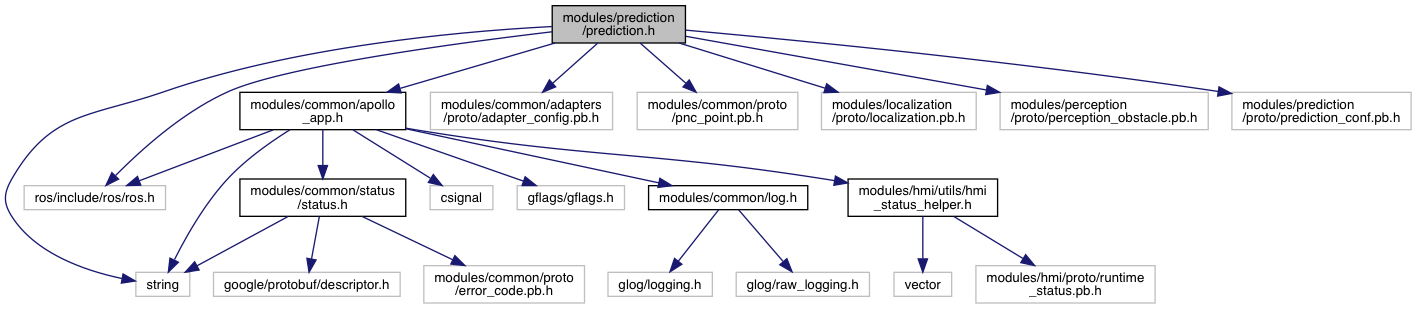 modules/prediction
/prediction.h
modules/common/apollo
_app.h
modules/common/adapters
/proto/adapter_config.pb.h
modules/common/proto
/pnc_point.pb.h
modules/localization
/proto/localization.pb.h
modules/perception
/proto/perception_obstacle.pb.h
modules/prediction
/proto/prediction_conf.pb.h
ros/include/ros/ros.h
modules/common/status
/status.h
csignal
gflags/gflags.h
modules/common/log.h
modules/hmi/utils/hmi
_status_helper.h
string
google/protobuf/descriptor.h
modules/common/proto
/error_code.pb.h
glog/logging.h
glog/raw_logging.h
vector
modules/hmi/proto/runtime
_status.pb.h